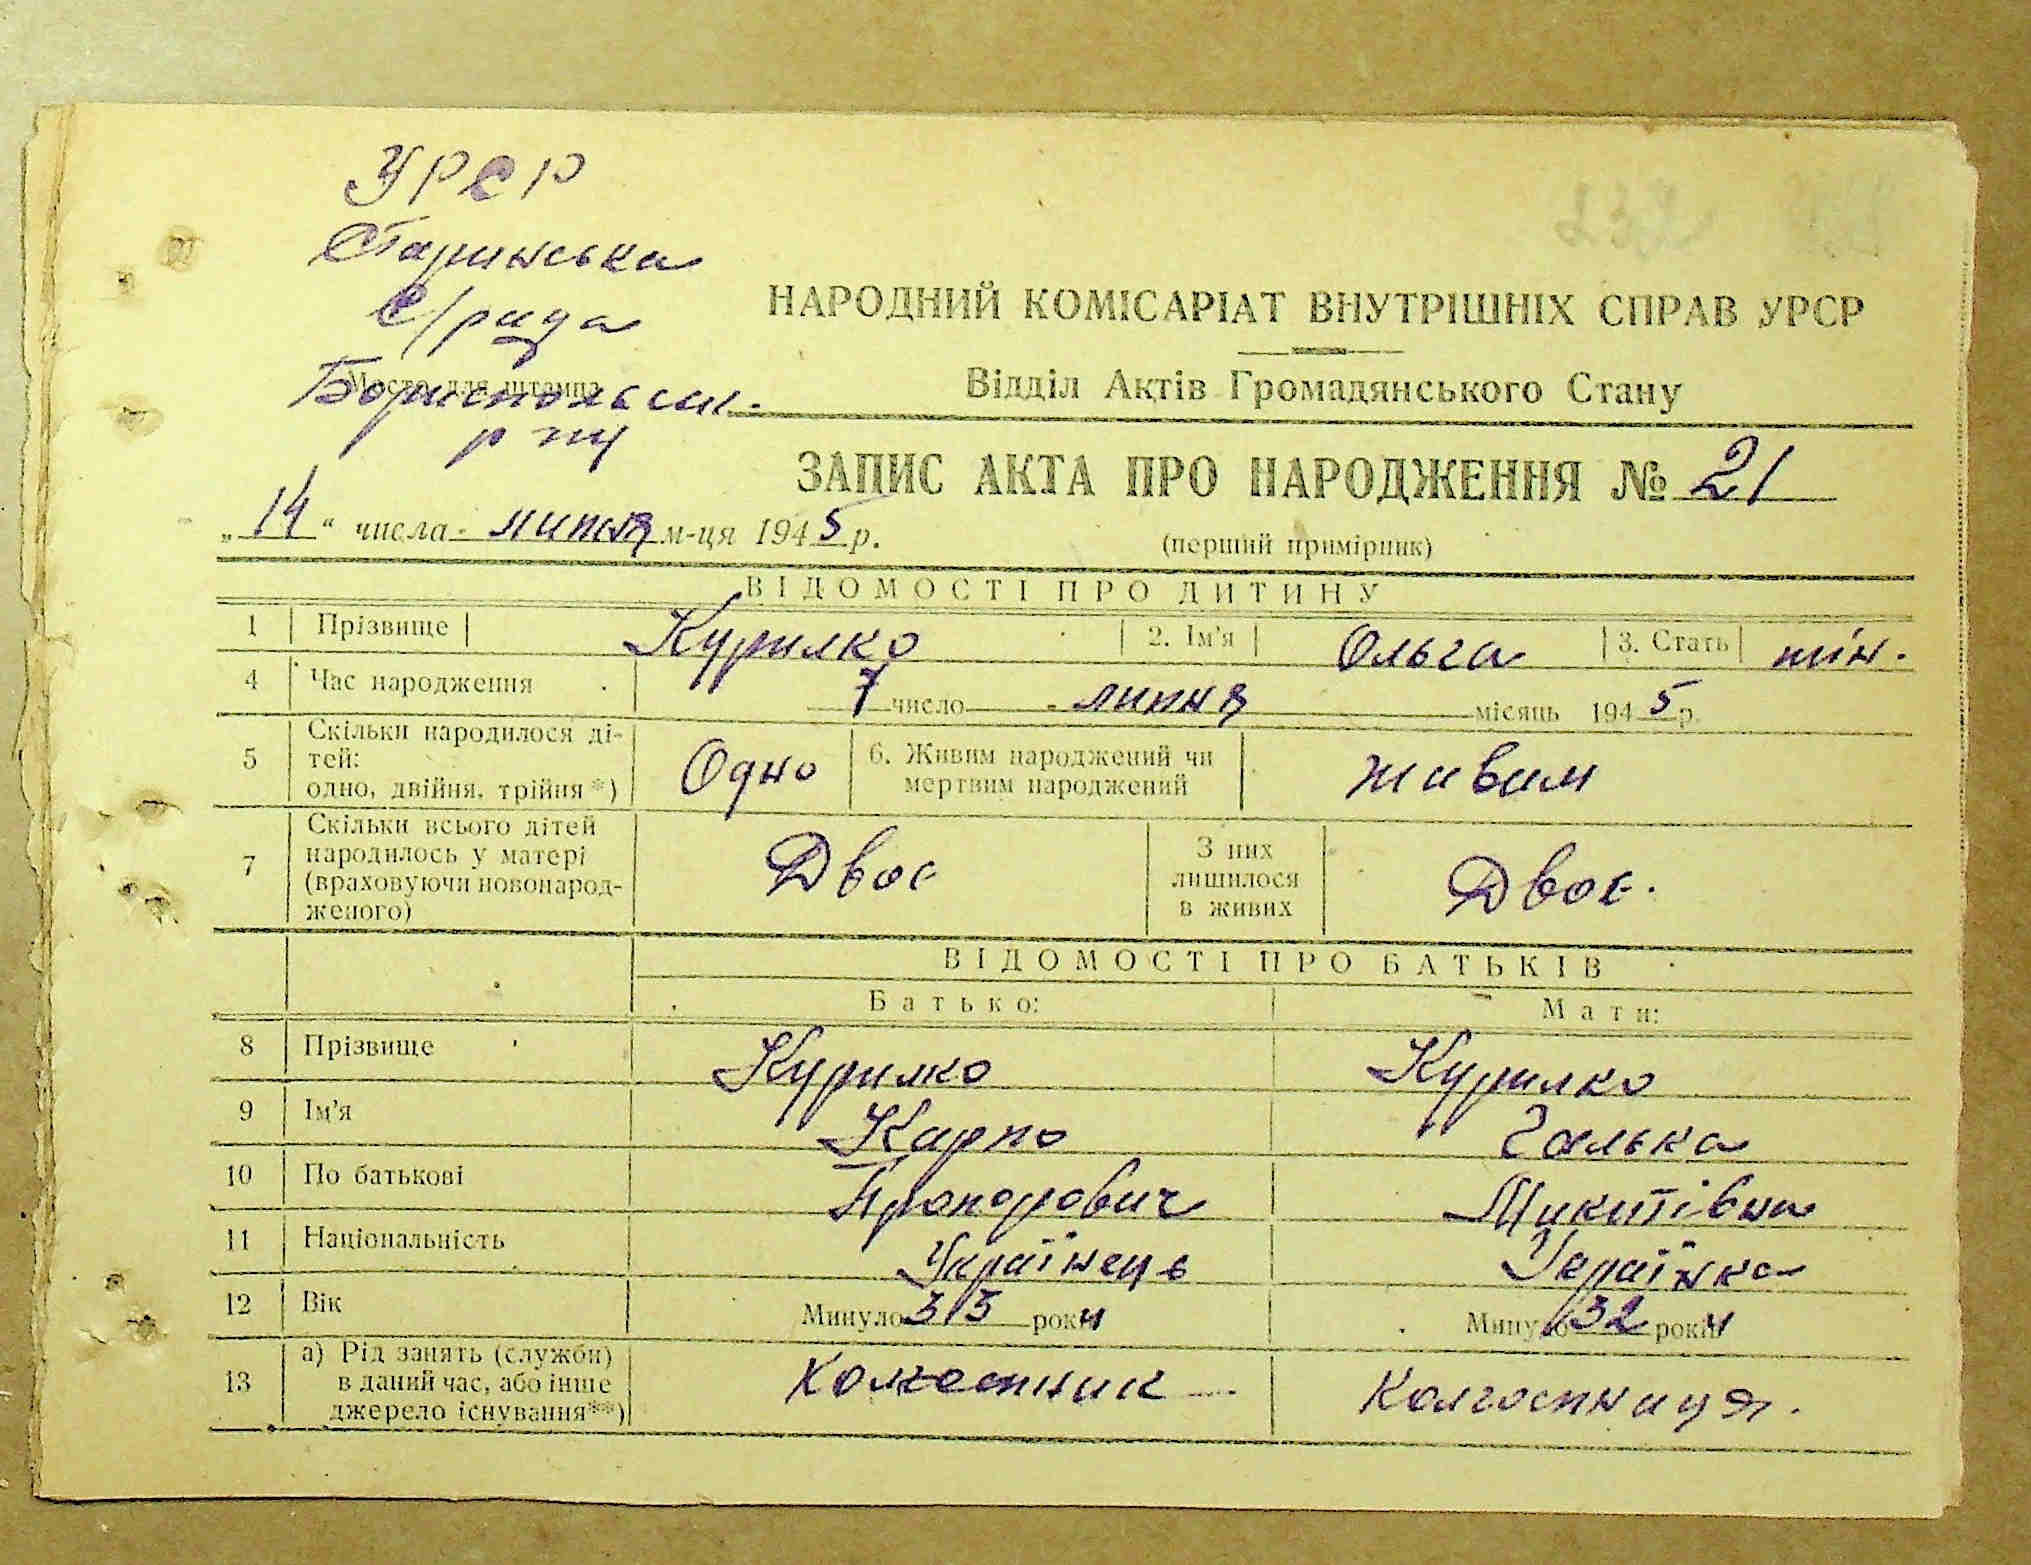 УРСР
Старинська
С/рада
Місце для штампа
Бориспольськ.
р-ну
НАРОДНИЙ КОМІСАРІАТ ВНУТРІШНІХ СПРАВ УРСР
Відділ Актів Громадянського Стану
ЗАПИС АКТА ПРО НАРОДЖЕННЯ № 21
„14“ числа липня м-ця 1945 р.
(перший примірник)
ВІДОМОСТІ ПРО ДИТИНУ
1 Прізвище Курилко 2. Ім'я Ольга 3. Стать жін.
4 Час народження 7 число липня місяць 1945 р.
5 Скільки народилося ді-
тей:
одно, двійня, трійня*) Одно 6. Живим народжений чи
мертвим народжений живим
7 Скільки всього дітей
народилось у матері
(враховуючи новонарод-
женого) Двоє З них
лишилося
в живих Двоє.
ВІДОМОСТІ ПРО БАТЬКІВ
Батько: Мати:
8 Прізвище Курилко Курилко
9 Ім'я Карпо Галька
10 По батькові Прокопович Микитівна
11 Національність Українець Українка
12 Вік Минуло роки Минуло 32 роки
13 а) Рід занять (служби)
в даний час, або інше
джерело існування**) Колгоспник Колгоспниця.